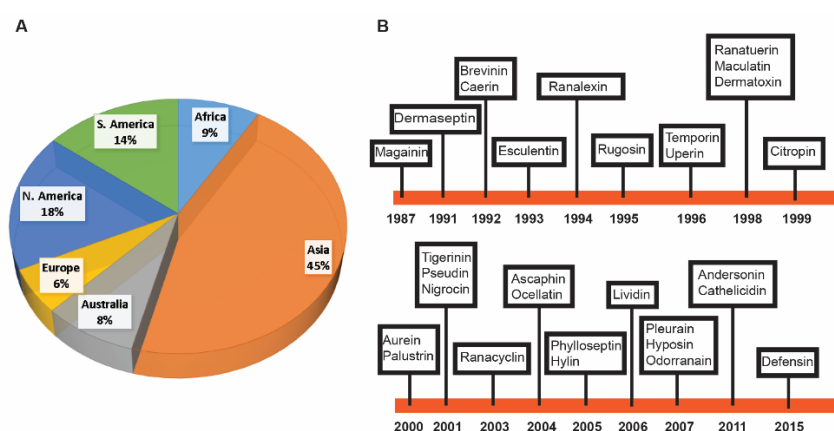 A
Africa
9%
S. America
14%
N. America
18%
Asia
45%
Europe
6%
Australia
8%
B
Ranatuerin
Maculatin
Dermatoxin
Brevinin
Caerin
Ranalexin
Dermaseptin
Magainin
Esculentin
Rugosin
Temporin
Uperin
Citropin
1987 1991 1992 1993 1994 1995 1996 1998 1999
Tigerinin
Pseudin
Nigrocin
Ascaphin
Ocellatin
Lividin
Andersonin
Cathelicidin
Aurein
Palustrin
Ranacyclin
Phylloseptin
Hylin
Pleurain
Hyposin
Odorranain
Defensin
2000 2001 2003 2004 2005 2006 2007 2011 2015